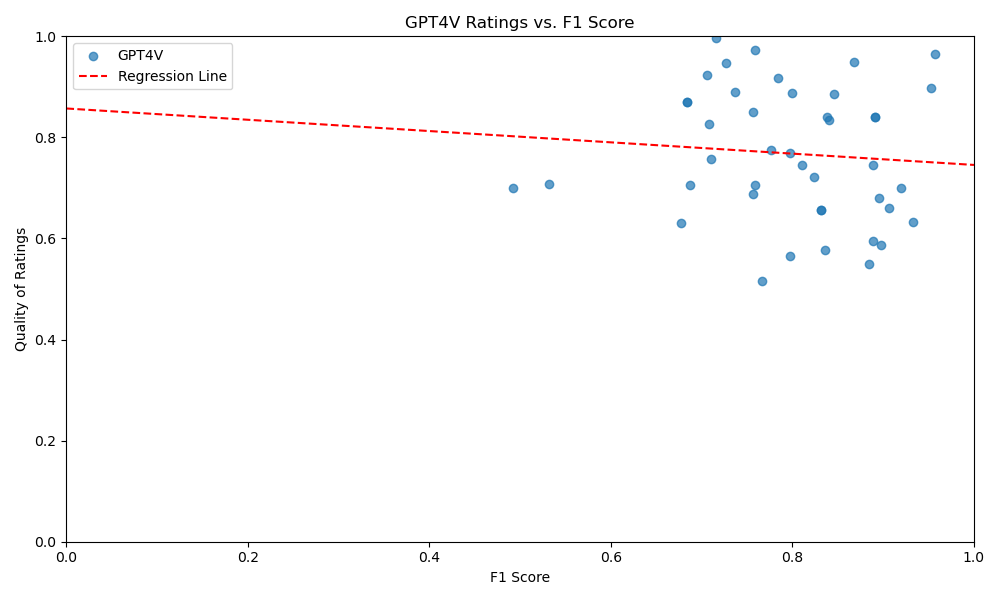 GPT4V Ratings vs. F1 Score
GPT4V
Regression Line
Quality of Ratings
1.0
0.8
0.6
0.4
0.2
0.0
0.0 0.2 0.4 0.6 0.8 1.0
F1 Score